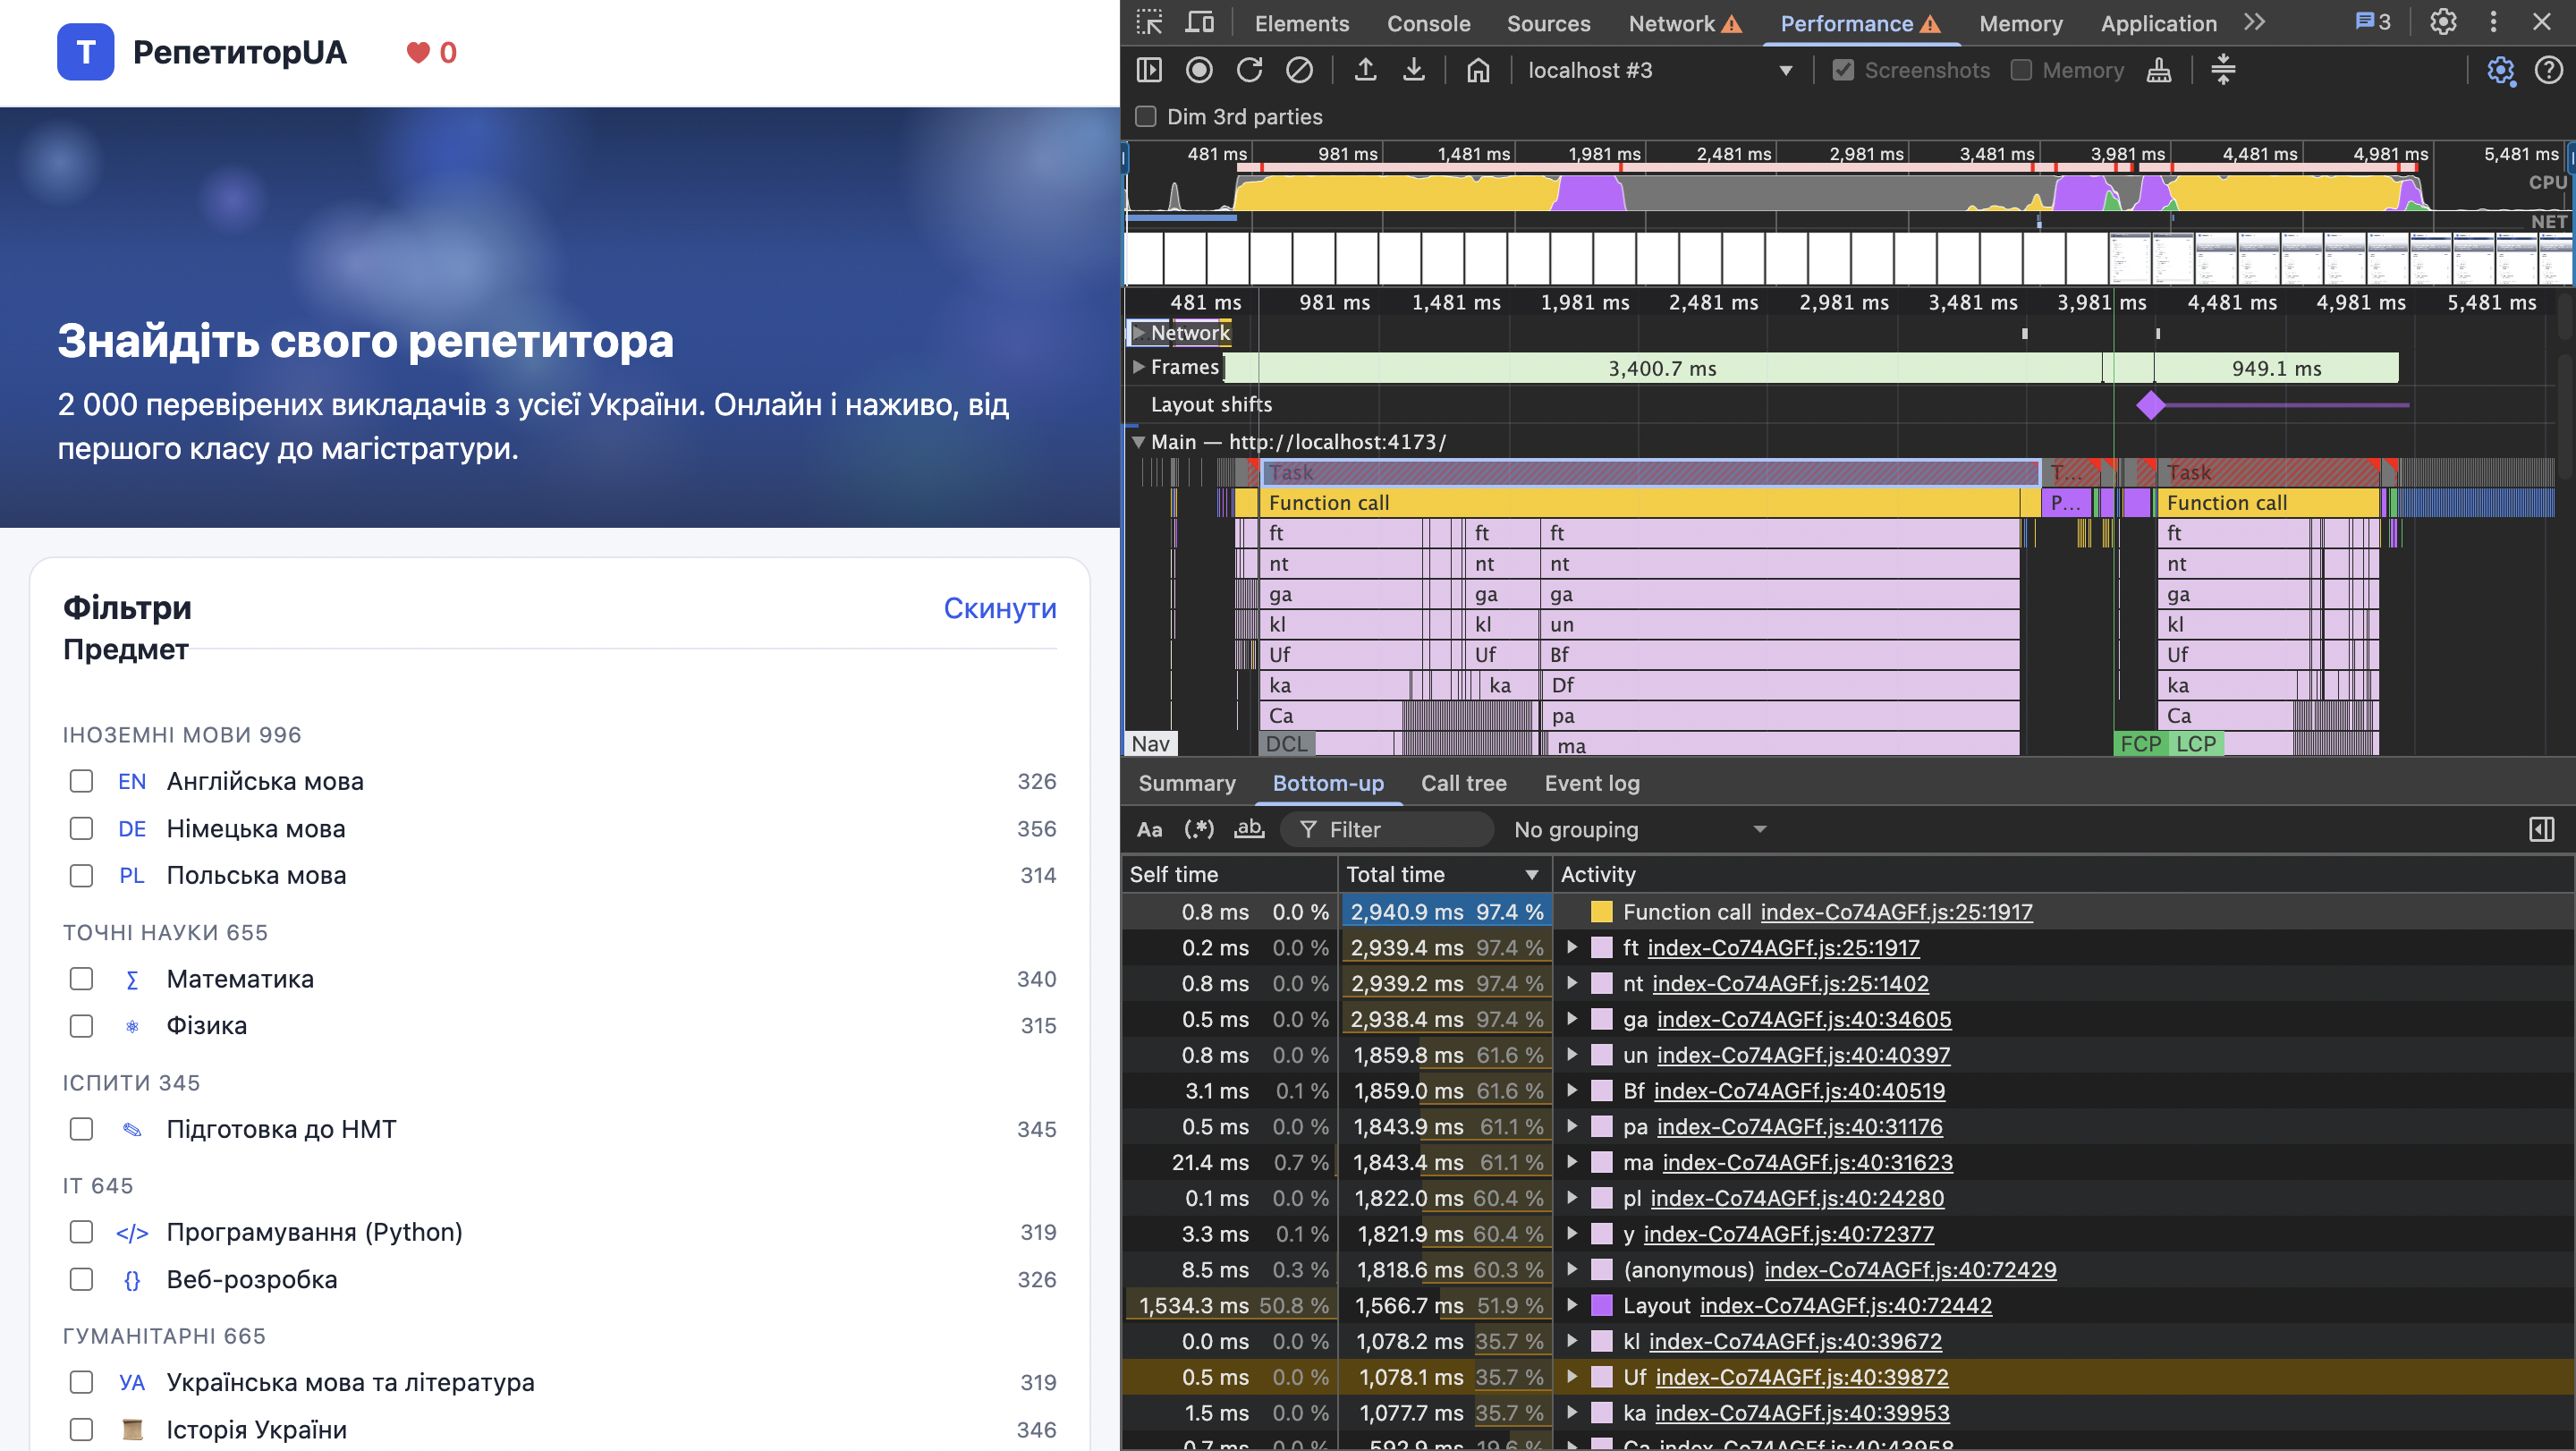 T РепетиторUA 0
Знайдіть свого репетитора
2 000 перевірених викладачів з усієї України. Онлайн і наживо, від
першого класу до магістратури.
Фільтри Скинути
Предмет
ІНОЗЕМНІ МОВИ 996
EN Англійська мова 326
DE Німецька мова 356
PL Польська мова 314
ТОЧНІ НАУКИ 655
∑ Математика 340
⚛ Фізика 315
ІСПИТИ 345
✎ Підготовка до НМТ 345
IT 645
</> Програмування (Python) 319
{} Веб-розробка 326
ГУМАНІТАРНІ 665
УА Українська мова та література 319
Історія України 346
Elements Console Sources Network Performance Memory Application 3
localhost #3 Screenshots Memory
Dim 3rd parties
481 ms 981 ms 1,481 ms 1,981 ms 2,481 ms 2,981 ms 3,481 ms 3,981 ms 4,481 ms 4,981 ms 5,481 ms
CPU
NET
481 ms 981 ms 1,481 ms 1,981 ms 2,481 ms 2,981 ms 3,481 ms 3,981 ms 4,481 ms 4,981 ms 5,481 ms
Network
Frames 3,400.7 ms 949.1 ms
Layout shifts
Main — http://localhost:4173/
Task T... Task
Function call P... Function call
ft ft ft ft
nt nt nt nt
ga ga ga ga
kl kl un kl
Uf Uf Bf Uf
ka ka Df ka
Ca pa Ca
Nav DCL ma FCP LCP
Summary Bottom-up Call tree Event log
Aa (.*) ab Filter No grouping
Self time Total time Activity
0.8 ms 0.0 % 2,940.9 ms 97.4 % Function call index-Co74AGFf.js:25:1917
0.2 ms 0.0 % 2,939.4 ms 97.4 % ft index-Co74AGFf.js:25:1917
0.8 ms 0.0 % 2,939.2 ms 97.4 % nt index-Co74AGFf.js:25:1402
0.5 ms 0.0 % 2,938.4 ms 97.4 % ga index-Co74AGFf.js:40:34605
0.8 ms 0.0 % 1,859.8 ms 61.6 % un index-Co74AGFf.js:40:40397
3.1 ms 0.1 % 1,859.0 ms 61.6 % Bf index-Co74AGFf.js:40:40519
0.5 ms 0.0 % 1,843.9 ms 61.1 % pa index-Co74AGFf.js:40:31176
21.4 ms 0.7 % 1,843.4 ms 61.1 % ma index-Co74AGFf.js:40:31623
0.1 ms 0.0 % 1,822.0 ms 60.4 % pl index-Co74AGFf.js:40:24280
3.3 ms 0.1 % 1,821.9 ms 60.4 % y index-Co74AGFf.js:40:72377
8.5 ms 0.3 % 1,818.6 ms 60.3 % (anonymous) index-Co74AGFf.js:40:72429
1,534.3 ms 50.8 % 1,566.7 ms 51.9 % Layout index-Co74AGFf.js:40:72442
0.0 ms 0.0 % 1,078.2 ms 35.7 % kl index-Co74AGFf.js:40:39672
0.5 ms 0.0 % 1,078.1 ms 35.7 % Uf index-Co74AGFf.js:40:39872
1.5 ms 0.0 % 1,077.7 ms 35.7 % ka index-Co74AGFf.js:40:39953
0.7 ms 0.0 % 592.9 ms 19.6 % Ca index-Co74AGFf.js:40:43958